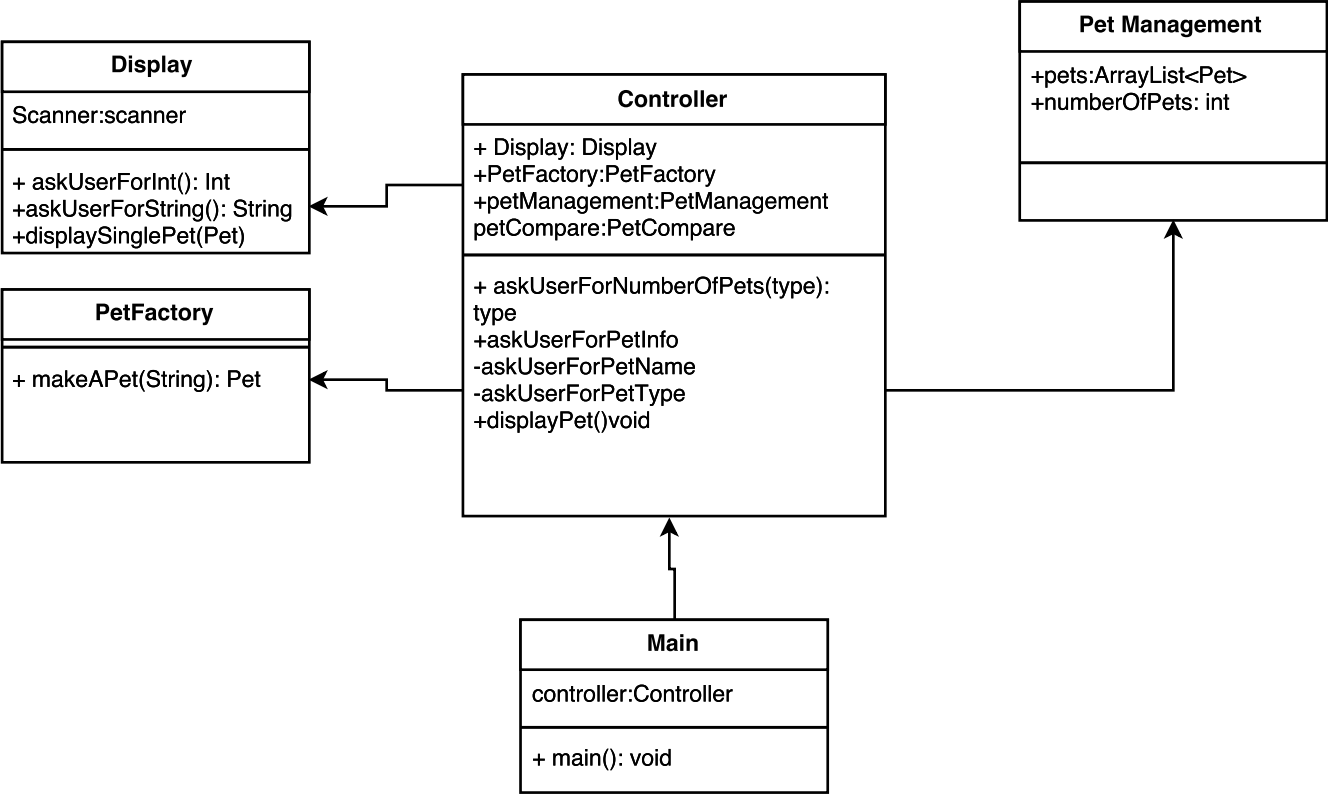 Display
Scanner:scanner
+ askUserForInt(): Int
+askUserForString(): String
+displaySinglePet(Pet)
PetFactory
+ makeAPet(String): Pet
Controller
+ Display: Display
+PetFactory:PetFactory
+petManagement:PetManagement
petCompare:PetCompare
+ askUserForNumberOfPets(type):
type
+askUserForPetInfo
-askUserForPetName
-askUserForPetType
+displayPet()void
Pet Management
+pets:ArrayList<Pet>
+numberOfPets: int
Main
controller:Controller
+ main(): void